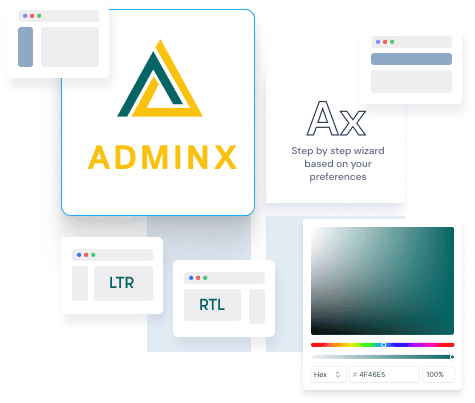 ADMINX
Ax
Step by step wizard
based on your
preferences
LTR
RTL
Hex
# 4F46E5
100%